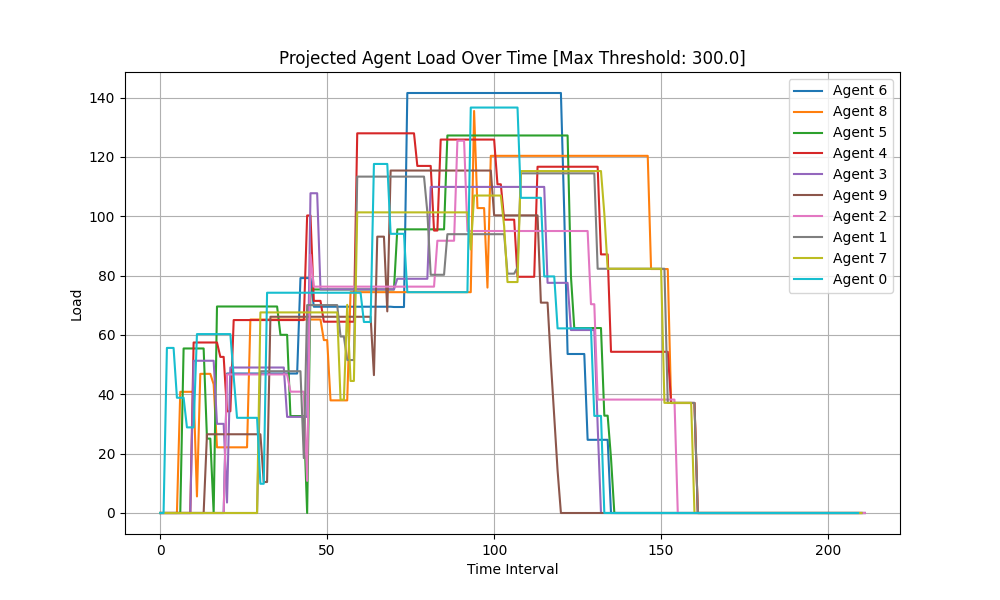 Projected Agent Load Over Time [Max Threshold: 300.0]
Load
140
120
100
80
60
40
20
0
0 50 100 150 200
Time Interval
Agent 6
Agent 8
Agent 5
Agent 4
Agent 3
Agent 9
Agent 2
Agent 1
Agent 7
Agent 0